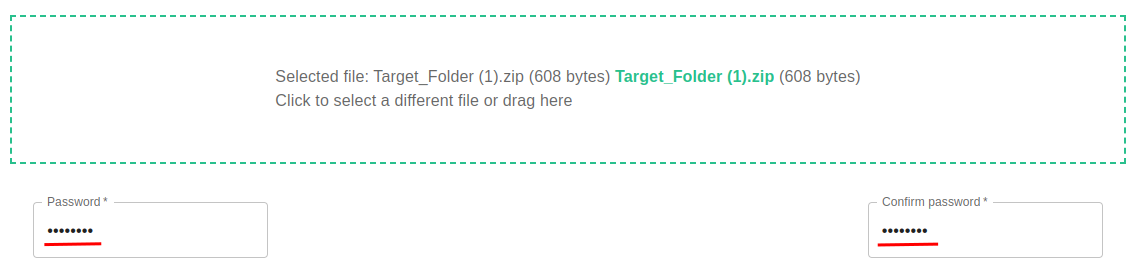 Selected file: Target_Folder (1).zip (608 bytes) Target_Folder (1).zip (608 bytes)
Click to select a different file or drag here
Password *
Confirm password *
••••••••
••••••••